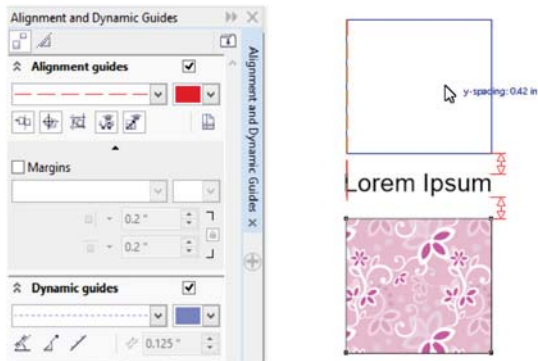 Alignment and Dynamic Guides
Alignment guides
Margins
0.2 "
0.2 "
Dynamic guides
0.125 "
Alignment and Dynamic Guides
y-spacing: 0.42 in
Lorem Ipsum